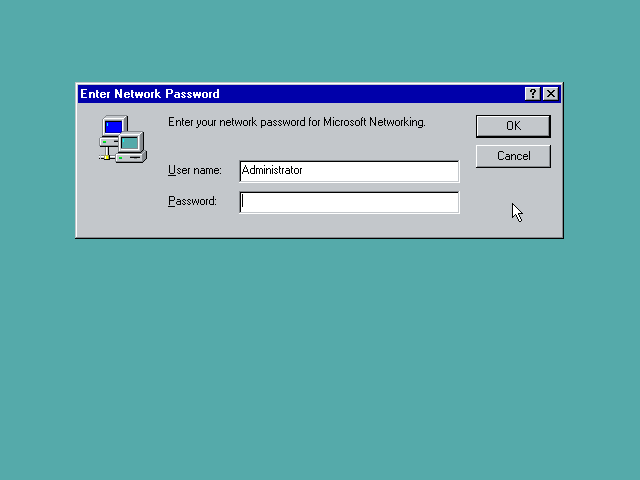 Enter Network Password
Enter your network password for Microsoft Networking.
OK
Cancel
User name: Administrator
Password: